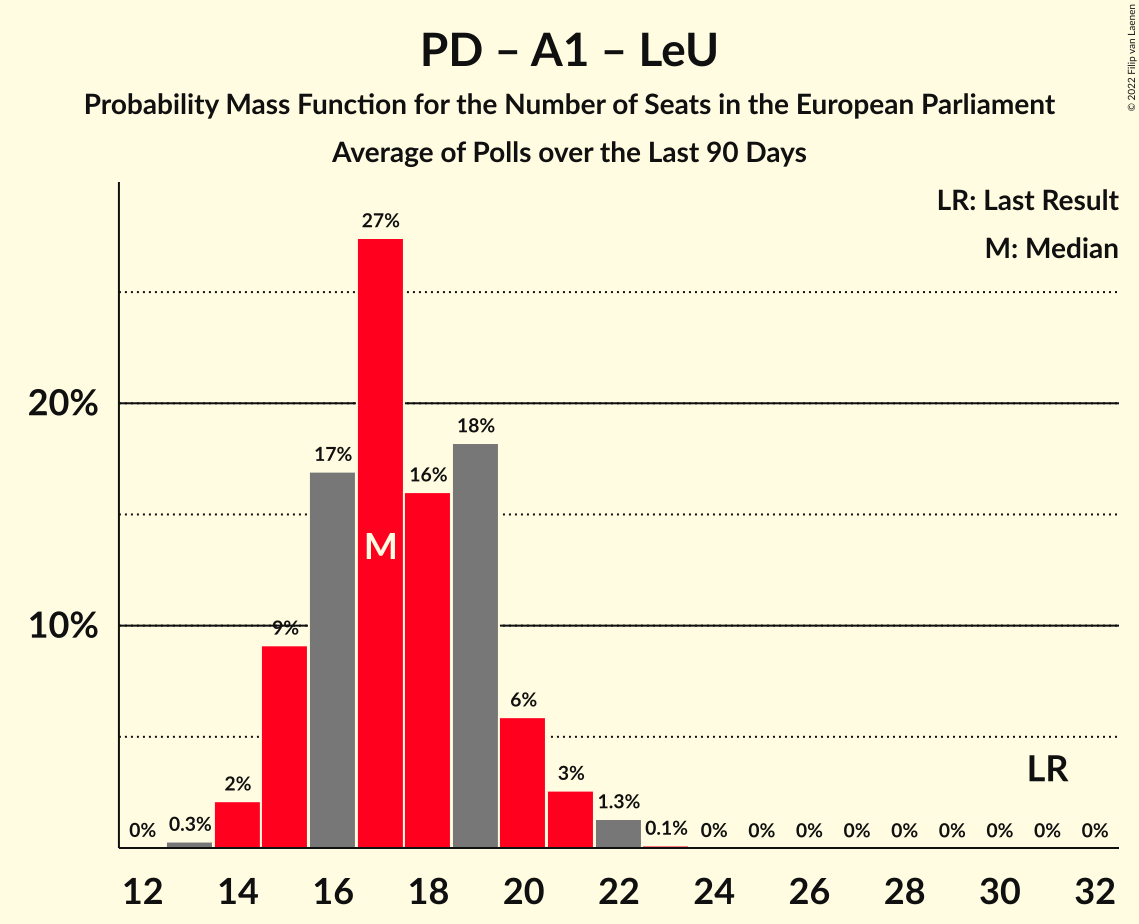 PD – A1 – LeU
Probability Mass Function for the Number of Seats in the European Parliament
Average of Polls over the Last 90 Days
© 2022 Filip van Laenen
LR: Last Result
M: Median
20%
10%
0%
0.3%
2%
9%
17%
27%
16%
18%
6%
3%
1.3%
0.1%
0%
0%
0%
0%
0%
0%
0%
0%
0%
M
LR
12 14 16 18 20 22 24 26 28 30 32